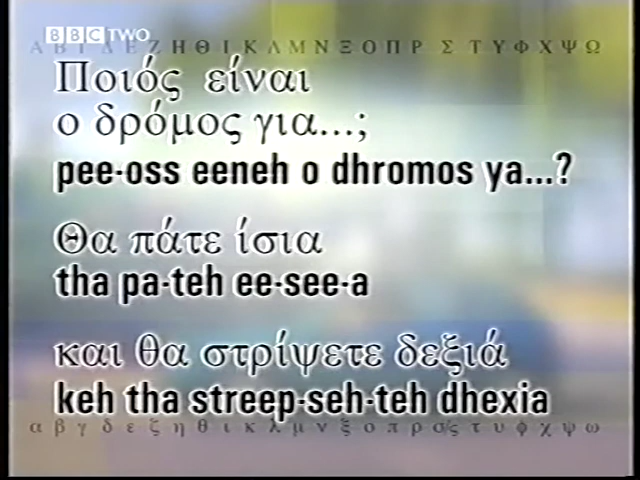 BBC TWO
Α Β Γ Δ Ε Ζ Η Θ Ι Κ Λ Μ Ν Ξ Ο Π Ρ Σ Τ Υ Φ Χ Ψ Ω
Ποιός είναι
ο δρόμος για...;
pee-oss eeneh o dhromos ya...?
Θα πάτε ίσια
tha pa-teh ee-see-a
και θα στρίψετε δεξιά
keh tha streep-seh-teh dhexia
α β γ δ ε ζ η θ ι κ λ μ ν ξ ο π ρ σ/ς τ υ φ χ ψ ω